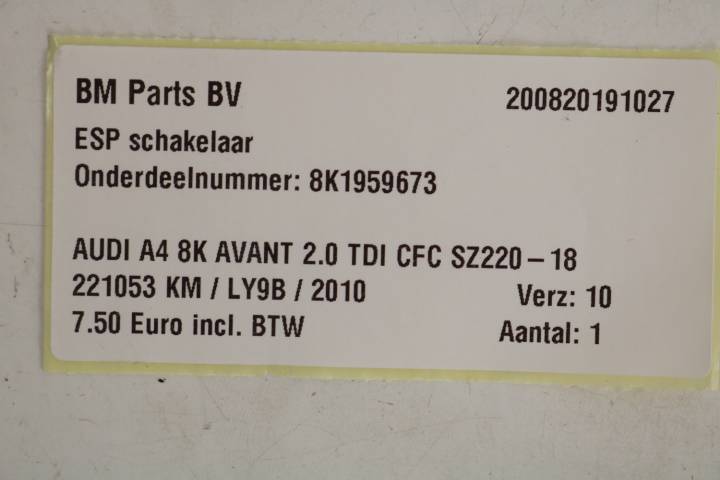 BM Parts BV 200820191027
ESP schakelaar
Onderdeelnummer: 8K1959673
AUDI A4 8K AVANT 2.0 TDI CFC SZ220-18
221053 KM / LY9B / 2010 Verz: 10
7.50 Euro incl. BTW Aantal: 1